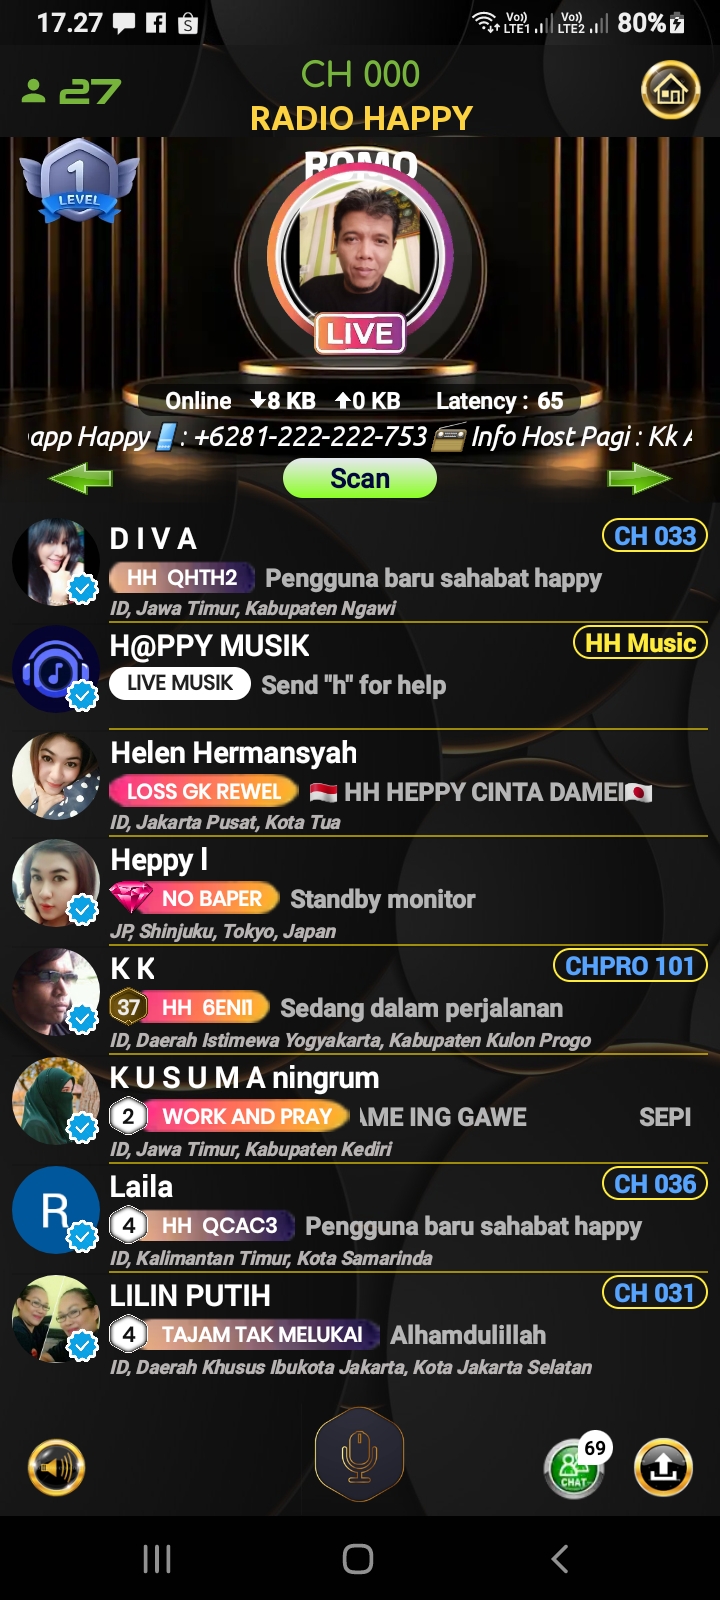 17.27 Vo) LTE1 Vo) LTE2 80%
27
CH 000
RADIO HAPPY
1
LEVEL
ROMO
LIVE
Online 8 KB 0 KB Latency : 65
app Happy : +6281-222-222-753 Info Host Pagi : Kk
Scan
D I V A CH 033
HH QHTH2 Pengguna baru sahabat happy
ID, Jawa Timur, Kabupaten Ngawi
H@PPY MUSIK HH Music
LIVE MUSIK Send "h" for help
Helen Hermansyah
LOSS GK REWEL HH HEPPY CINTA DAMEI
ID, Jakarta Pusat, Kota Tua
Heppy l
NO BAPER Standby monitor
JP, Shinjuku, Tokyo, Japan
K K CHPRO 101
37 HH 6ENI1 Sedang dalam perjalanan
ID, Daerah Istimewa Yogyakarta, Kabupaten Kulon Progo
K U S U M A ningrum
2 WORK AND PRAY AME ING GAWE SEPI
ID, Jawa Timur, Kabupaten Kediri
R
Laila CH 036
4 HH QCAC3 Pengguna baru sahabat happy
ID, Kalimantan Timur, Kota Samarinda
LILIN PUTIH CH 031
4 TAJAM TAK MELUKAI Alhamdulillah
ID, Daerah Khusus Ibukota Jakarta, Kota Jakarta Selatan
CHAT 69